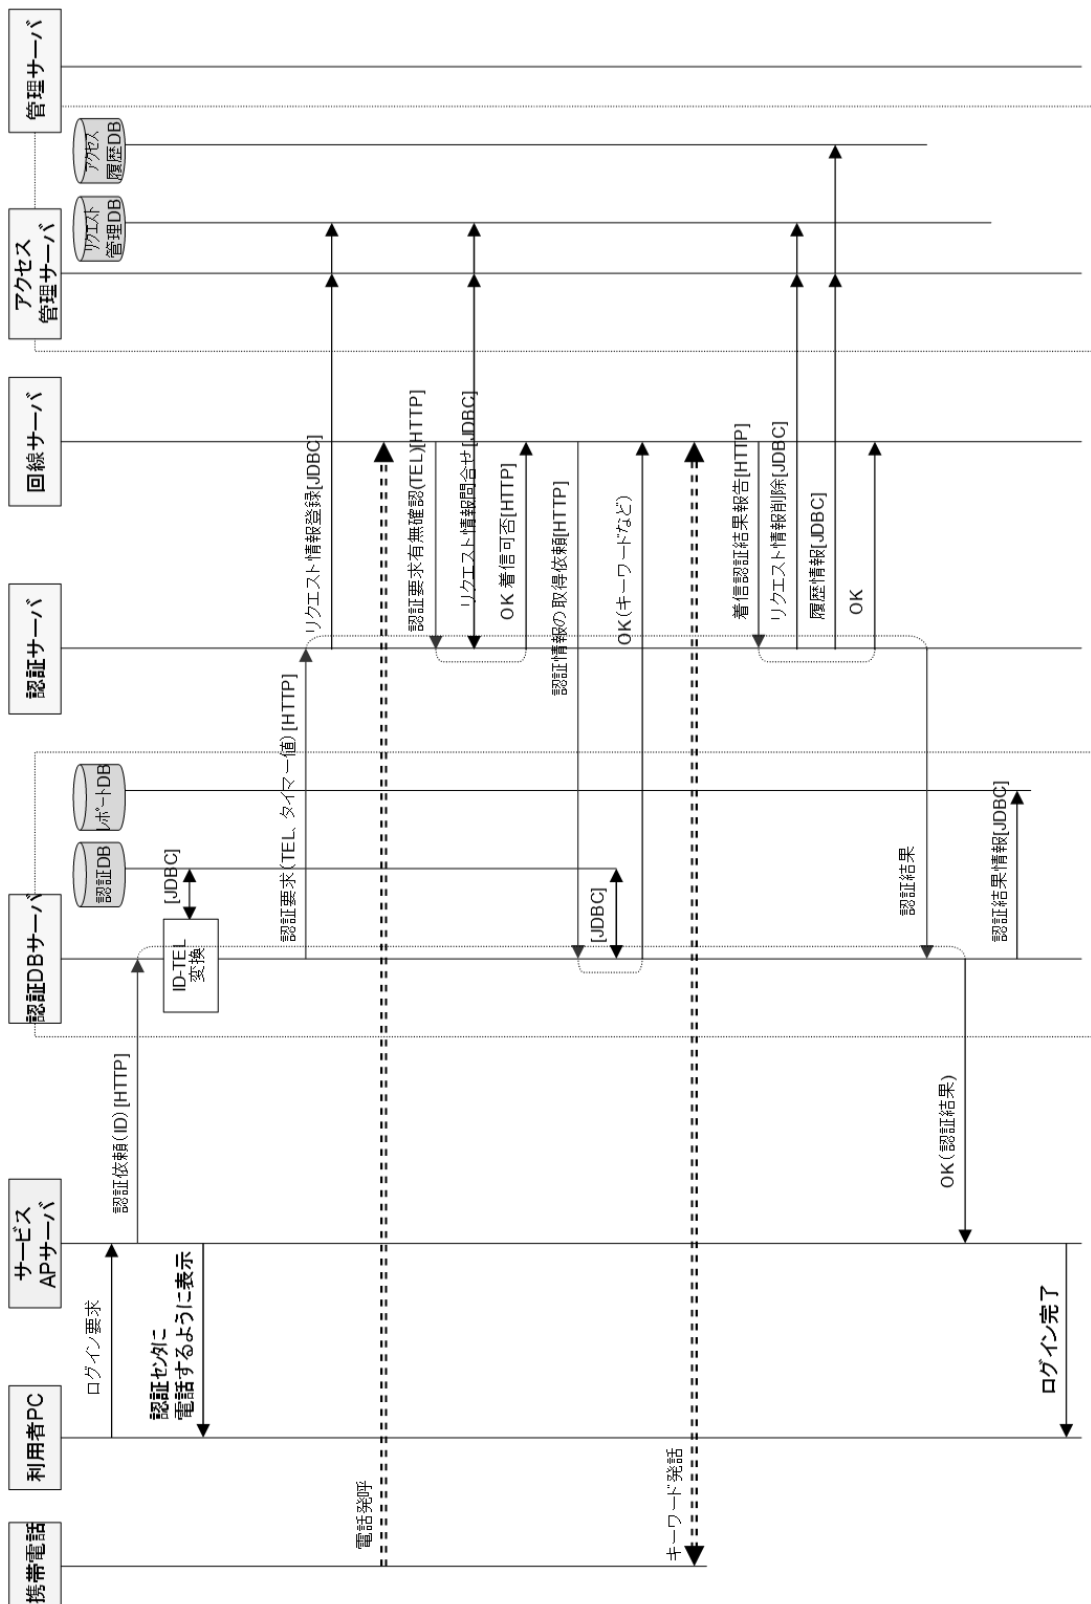 携帯電話
利用者PC
サービス
APサーバ
認証DBサーバ
認証DB
レポートDB
認証サーバ
回線サーバ
アクセス
管理サーバ
リクエスト
管理DB
アクセス
履歴DB
管理サーバ
ログイン要求
認証依頼(ID) [HTTP]
ID-TEL
変換
[JDBC]
認証センタに
電話するように表示
認証要求(TEL、タイマー値) [HTTP]
リクエスト情報登録[JDBC]
電話発呼
認証要求有無確認(TEL)[HTTP]
リクエスト情報問合せ[JDBC]
OK 着信可否[HTTP]
認証情報の取得依頼[HTTP]
[JDBC]
OK(キーワードなど)
キーワード発話
着信認証結果報告[HTTP]
リクエスト情報削除[JDBC]
履歴情報[JDBC]
OK
認証結果
OK(認証結果)
認証結果情報[JDBC]
ログイン完了